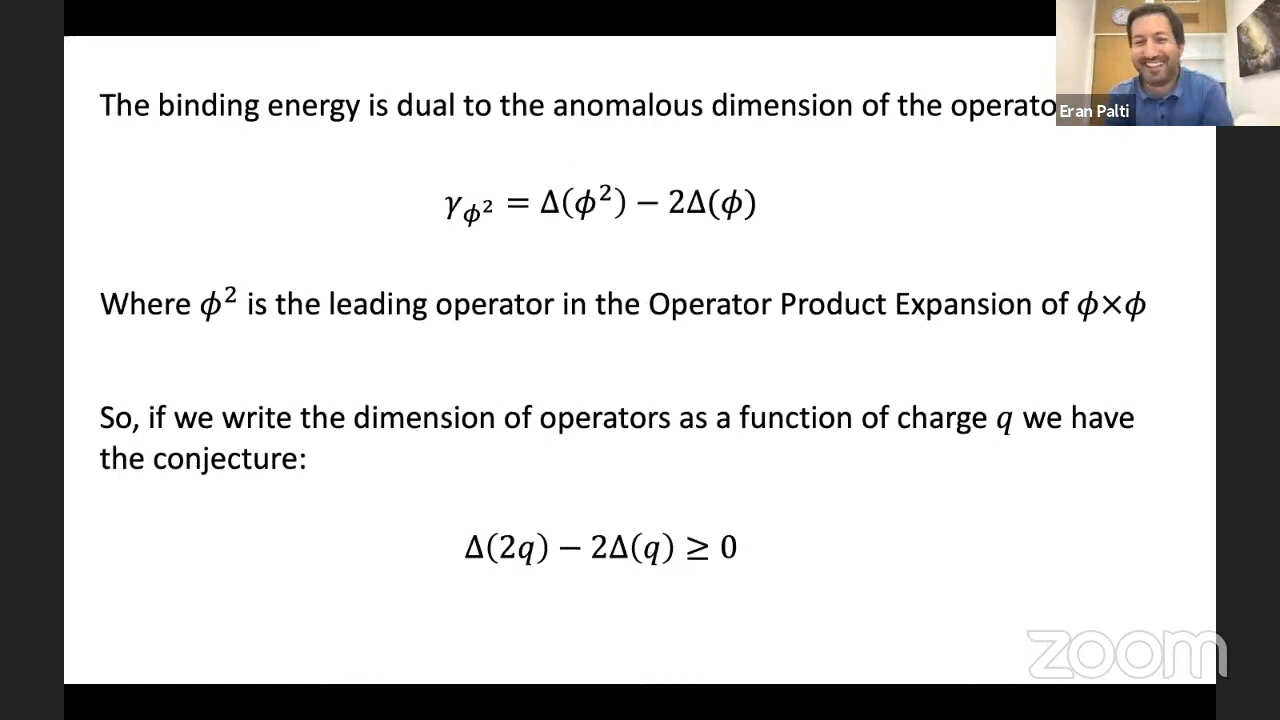 The binding energy is dual to the anomalous dimension of the operato
Eran Palti
γ_{ϕ²} = Δ(ϕ²) − 2Δ(ϕ)
Where ϕ² is the leading operator in the Operator Product Expansion of ϕ×ϕ
So, if we write the dimension of operators as a function of charge q we have
the conjecture:
Δ(2q) − 2Δ(q) ≥ 0
zoom